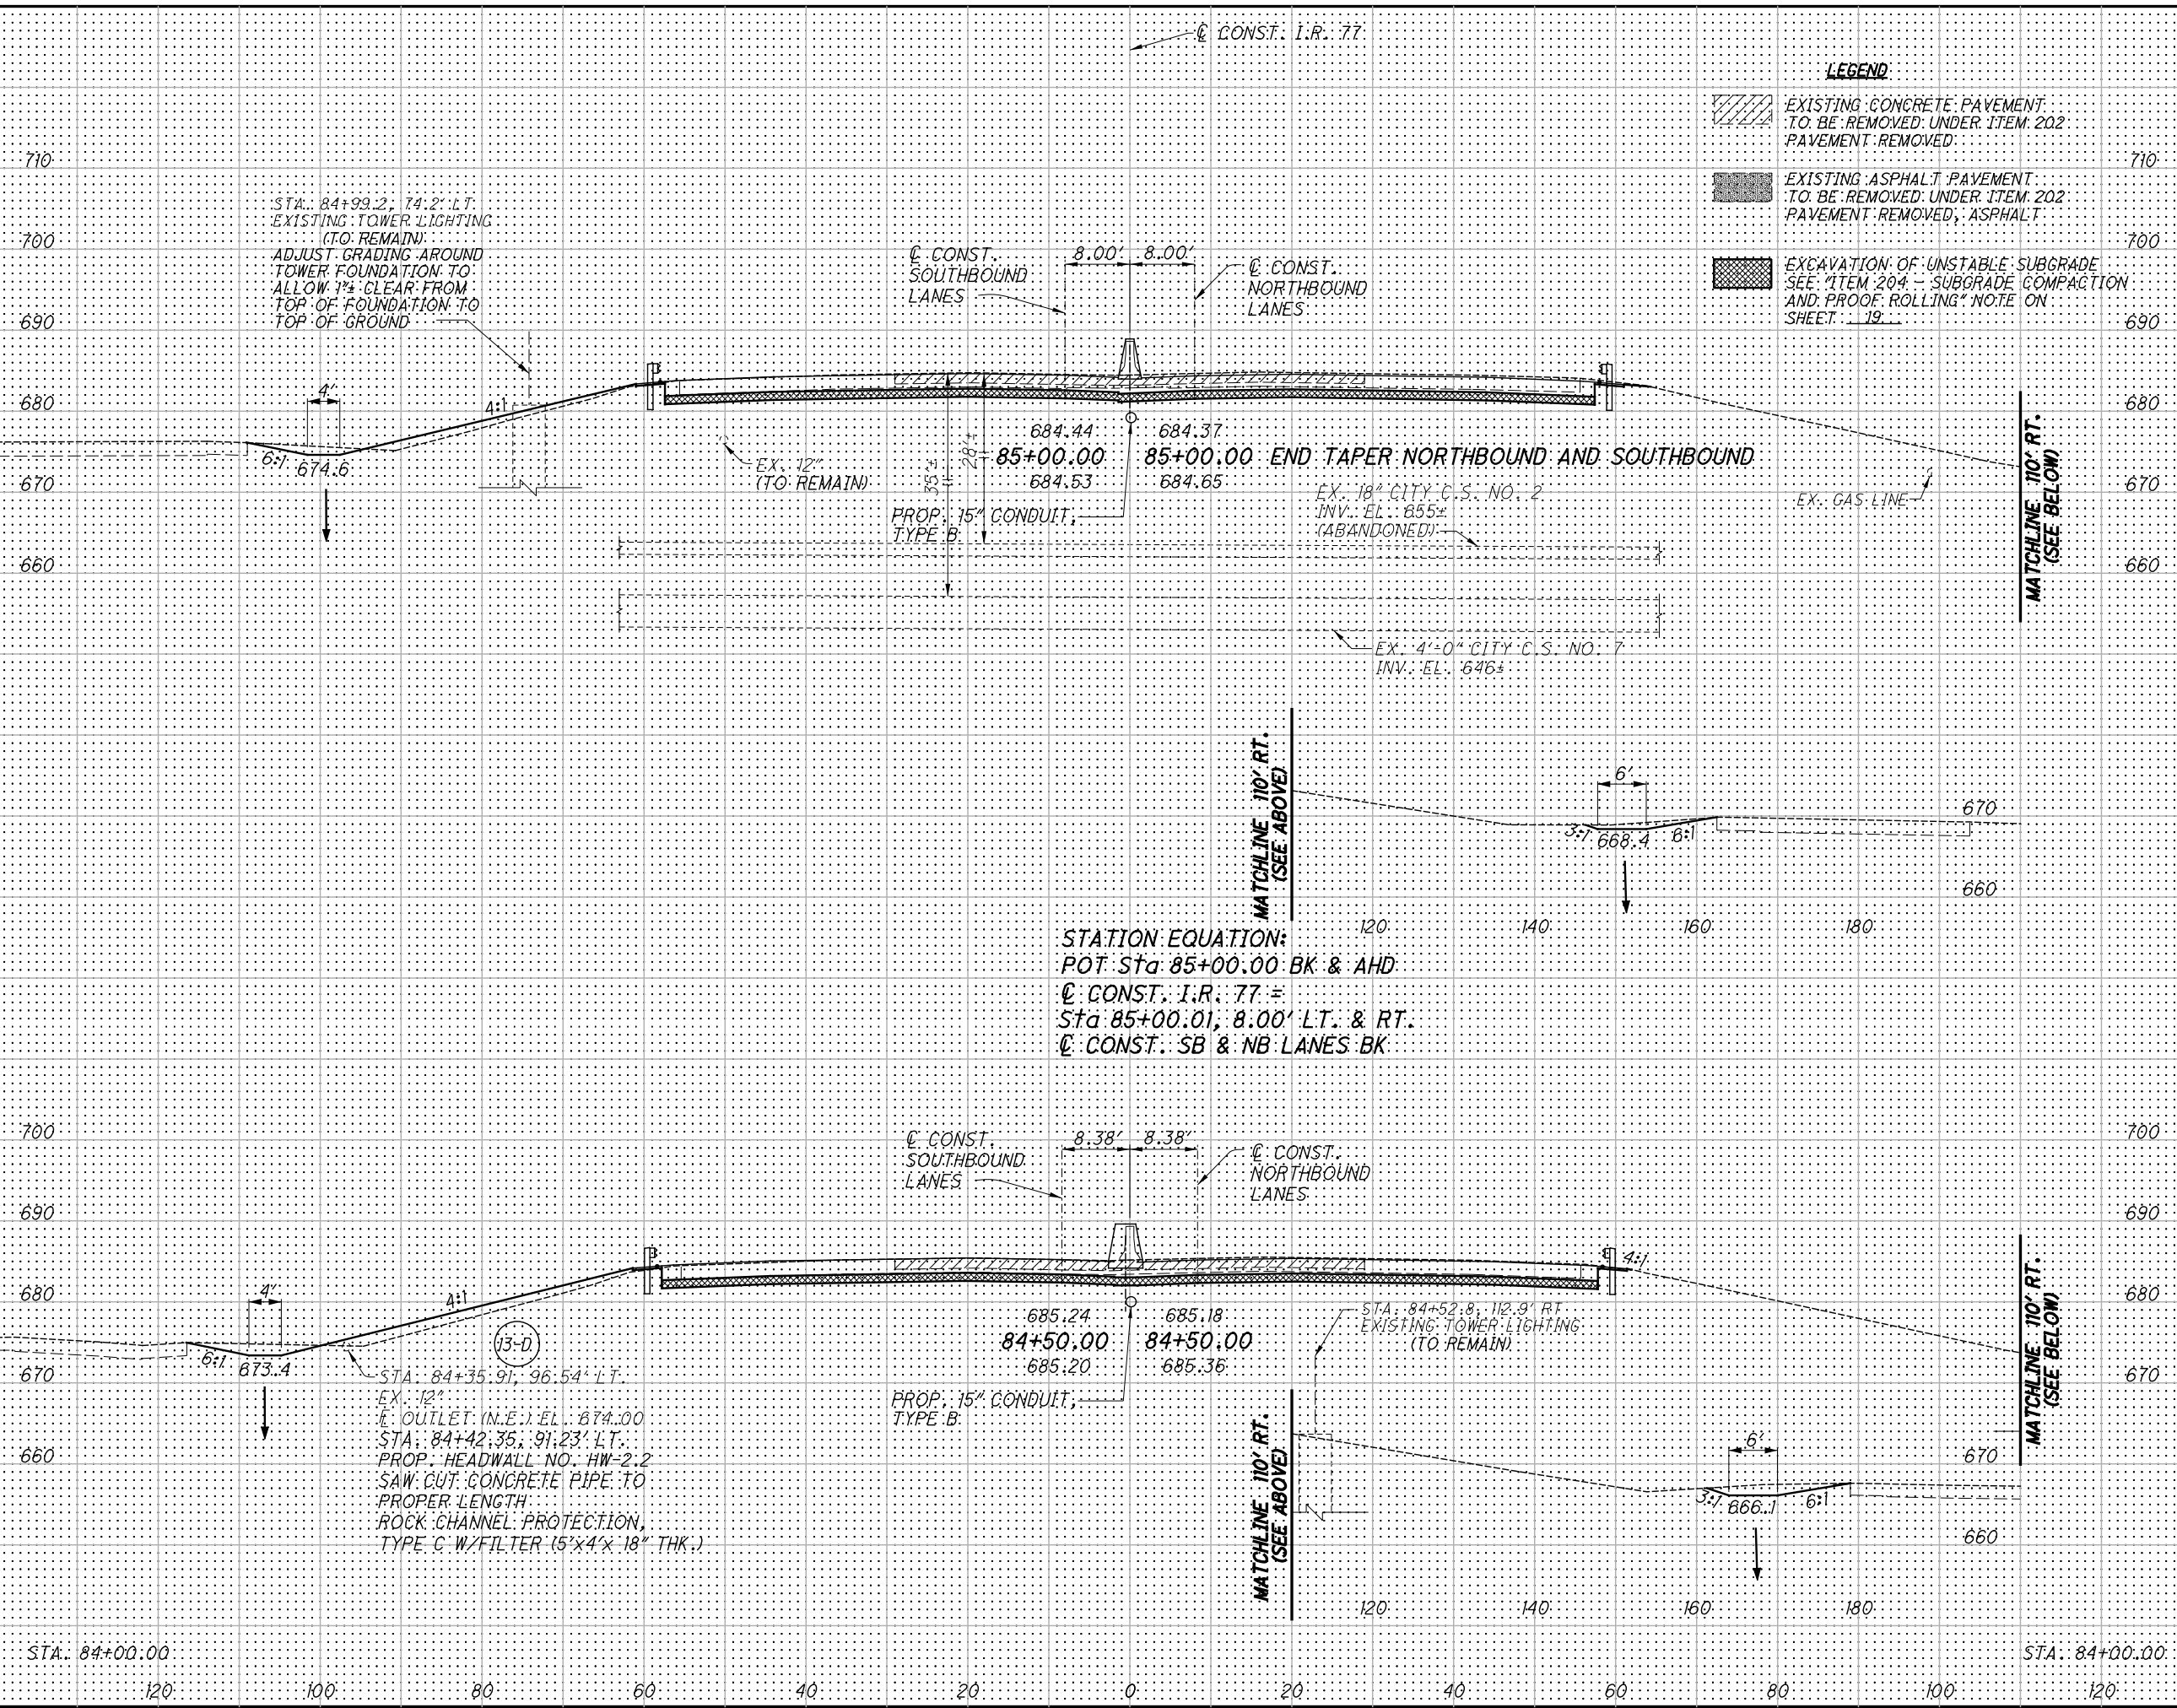 ℄ CONST. I.R. 77
LEGEND
EXISTING CONCRETE PAVEMENT
TO BE REMOVED UNDER ITEM 202
PAVEMENT REMOVED
EXISTING ASPHALT PAVEMENT
TO BE REMOVED UNDER ITEM 202
PAVEMENT REMOVED, ASPHALT
EXCAVATION OF UNSTABLE SUBGRADE
SEE "ITEM 204 - SUBGRADE COMPACTION
AND PROOF ROLLING" NOTE ON
SHEET 19
710
700
690
680
670
660
710
700
690
680
670
660
STA. 84+99.2, 74.2' LT
EXISTING TOWER LIGHTING
(TO REMAIN)
ADJUST GRADING AROUND
TOWER FOUNDATION TO
ALLOW 1"± CLEAR FROM
TOP OF FOUNDATION TO
TOP OF GROUND
℄ CONST.
SOUTHBOUND
LANES
8.00'
8.00'
℄ CONST.
NORTHBOUND
LANES
4'
4:1
6:1
674.6
EX. 12"
(TO REMAIN)
35'±
28'±
684.44
684.37
85+00.00
85+00.00 END TAPER NORTHBOUND AND SOUTHBOUND
684.53
684.65
PROP. 15" CONDUIT,
TYPE B
EX. 18" CITY C.S. NO. 2
INV. EL. 655±
(ABANDONED)
EX. GAS LINE
MATCHLINE 110' RT.
(SEE BELOW)
EX. 4'-0" CITY C.S. NO. 7
INV. EL. 646±
MATCHLINE 110' RT.
(SEE ABOVE)
6'
3:1
668.4
6:1
670
660
120
140
160
180
STATION EQUATION:
POT Sta 85+00.00 BK & AHD
℄ CONST. I.R. 77 =
Sta 85+00.01, 8.00' LT. & RT.
℄ CONST. SB & NB LANES BK
700
690
680
670
660
700
690
680
670
℄ CONST.
SOUTHBOUND
LANES
8.38'
8.38'
℄ CONST.
NORTHBOUND
LANES
4'
4:1
4:1
6:1
673.4
13-D
STA. 84+35.91, 96.54' LT.
EX. 12"
℄ OUTLET (N.E.) EL. 674.00
STA. 84+42.35, 91.23' LT.
PROP. HEADWALL NO. HW-2.2
SAW CUT CONCRETE PIPE TO
PROPER LENGTH
ROCK CHANNEL PROTECTION,
TYPE C W/FILTER (5'x4'x 18" THK.)
685.24
685.18
84+50.00
84+50.00
685.20
685.36
PROP. 15" CONDUIT,
TYPE B
STA. 84+52.8, 112.9' RT
EXISTING TOWER LIGHTING
(TO REMAIN)
MATCHLINE 110' RT.
(SEE BELOW)
MATCHLINE 110' RT.
(SEE ABOVE)
6'
3:1
666.1
6:1
670
660
120
140
160
180
STA. 84+00.00
STA. 84+00.00
120
100
80
60
40
20
0
20
40
60
80
100
120